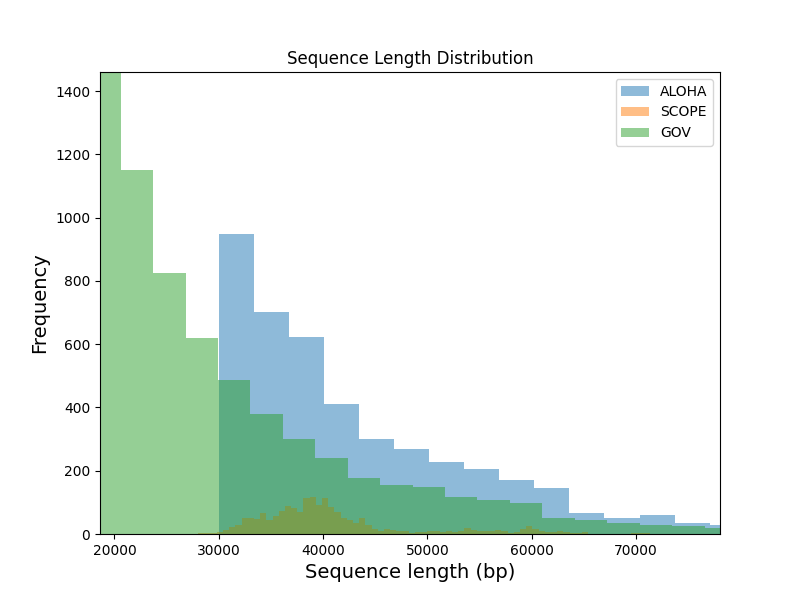 Sequence Length Distribution
ALOHA
SCOPE
GOV
Frequency
1400
1200
1000
800
600
400
200
0
20000 30000 40000 50000 60000 70000
Sequence length (bp)